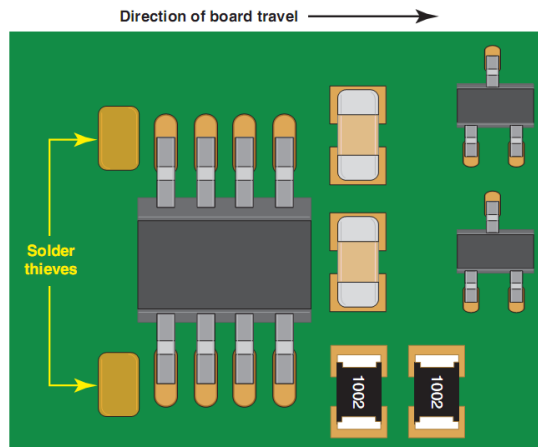 Direction of board travel
Solder
thieves
1002
1002